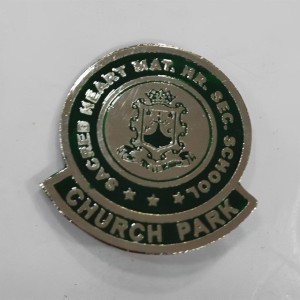 SACRED HEART MAT. HR. SEC. SCHOOL
CHURCH PARK